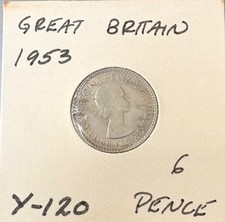 GREAT BRITAIN
1953
6
Y-120 PENCE